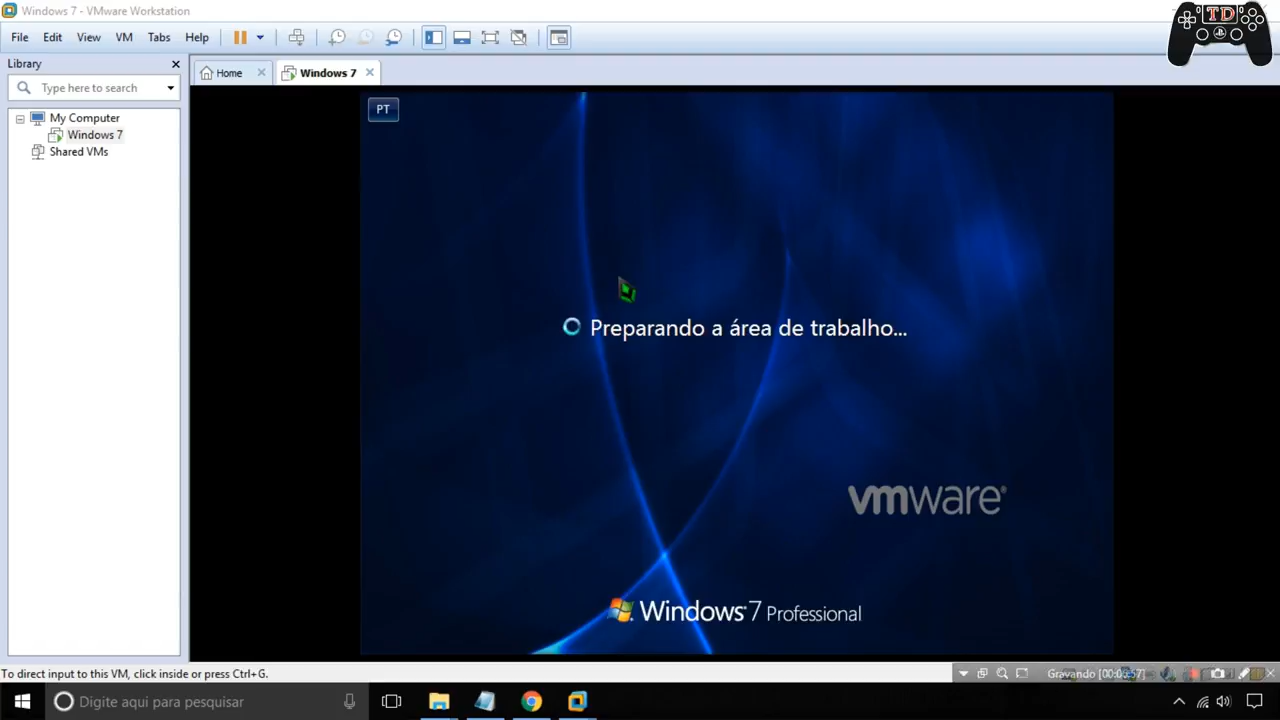 Windows 7 - VMware Workstation
TD
File Edit View VM Tabs Help
Library
Type here to search
My Computer
Windows 7
Shared VMs
Home
Windows 7
PT
Preparando a área de trabalho...
vmware®
Windows 7 Professional
To direct input to this VM, click inside or press Ctrl+G.
Digite aqui para pesquisar